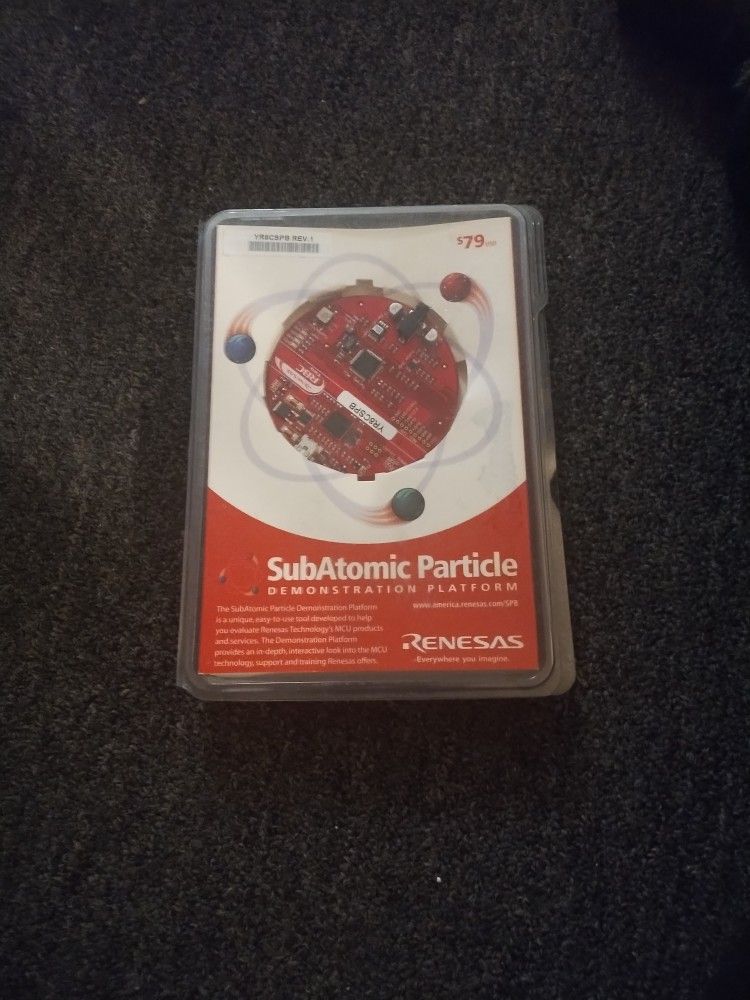 YR8CSPB REV:1
$79 USD
R8C
YR8CSPB
SubAtomic Particle
DEMONSTRATION PLATFORM
The SubAtomic Particle Demonstration Platform
is a unique, easy-to-use tool developed to help
you evaluate Renesas Technology's MCU products
and services. The Demonstration Platform
provides an in-depth, interactive look into the MCU
technology, support and training Renesas offers.
www.america.renesas.com/SPB
RENESAS
Everywhere you imagine.